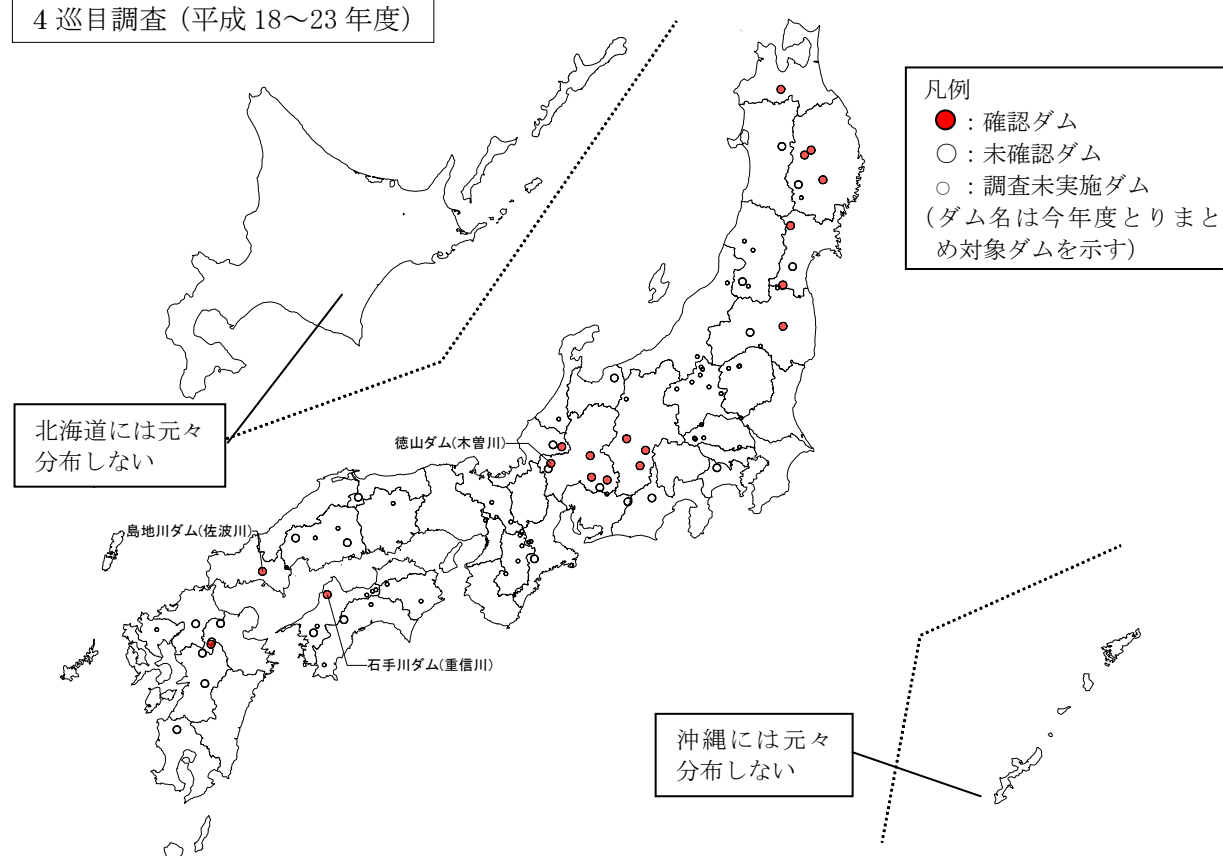 4 巡目調査（平成 18～23 年度）
凡例
●：確認ダム
○：未確認ダム
○：調査未実施ダム
(ダム名は今年度とりまと
め対象ダムを示す)
北海道には元々
分布しない
徳山ダム(木曽川)
島地川ダム(佐波川)
石手川ダム(重信川)
沖縄には元々
分布しない